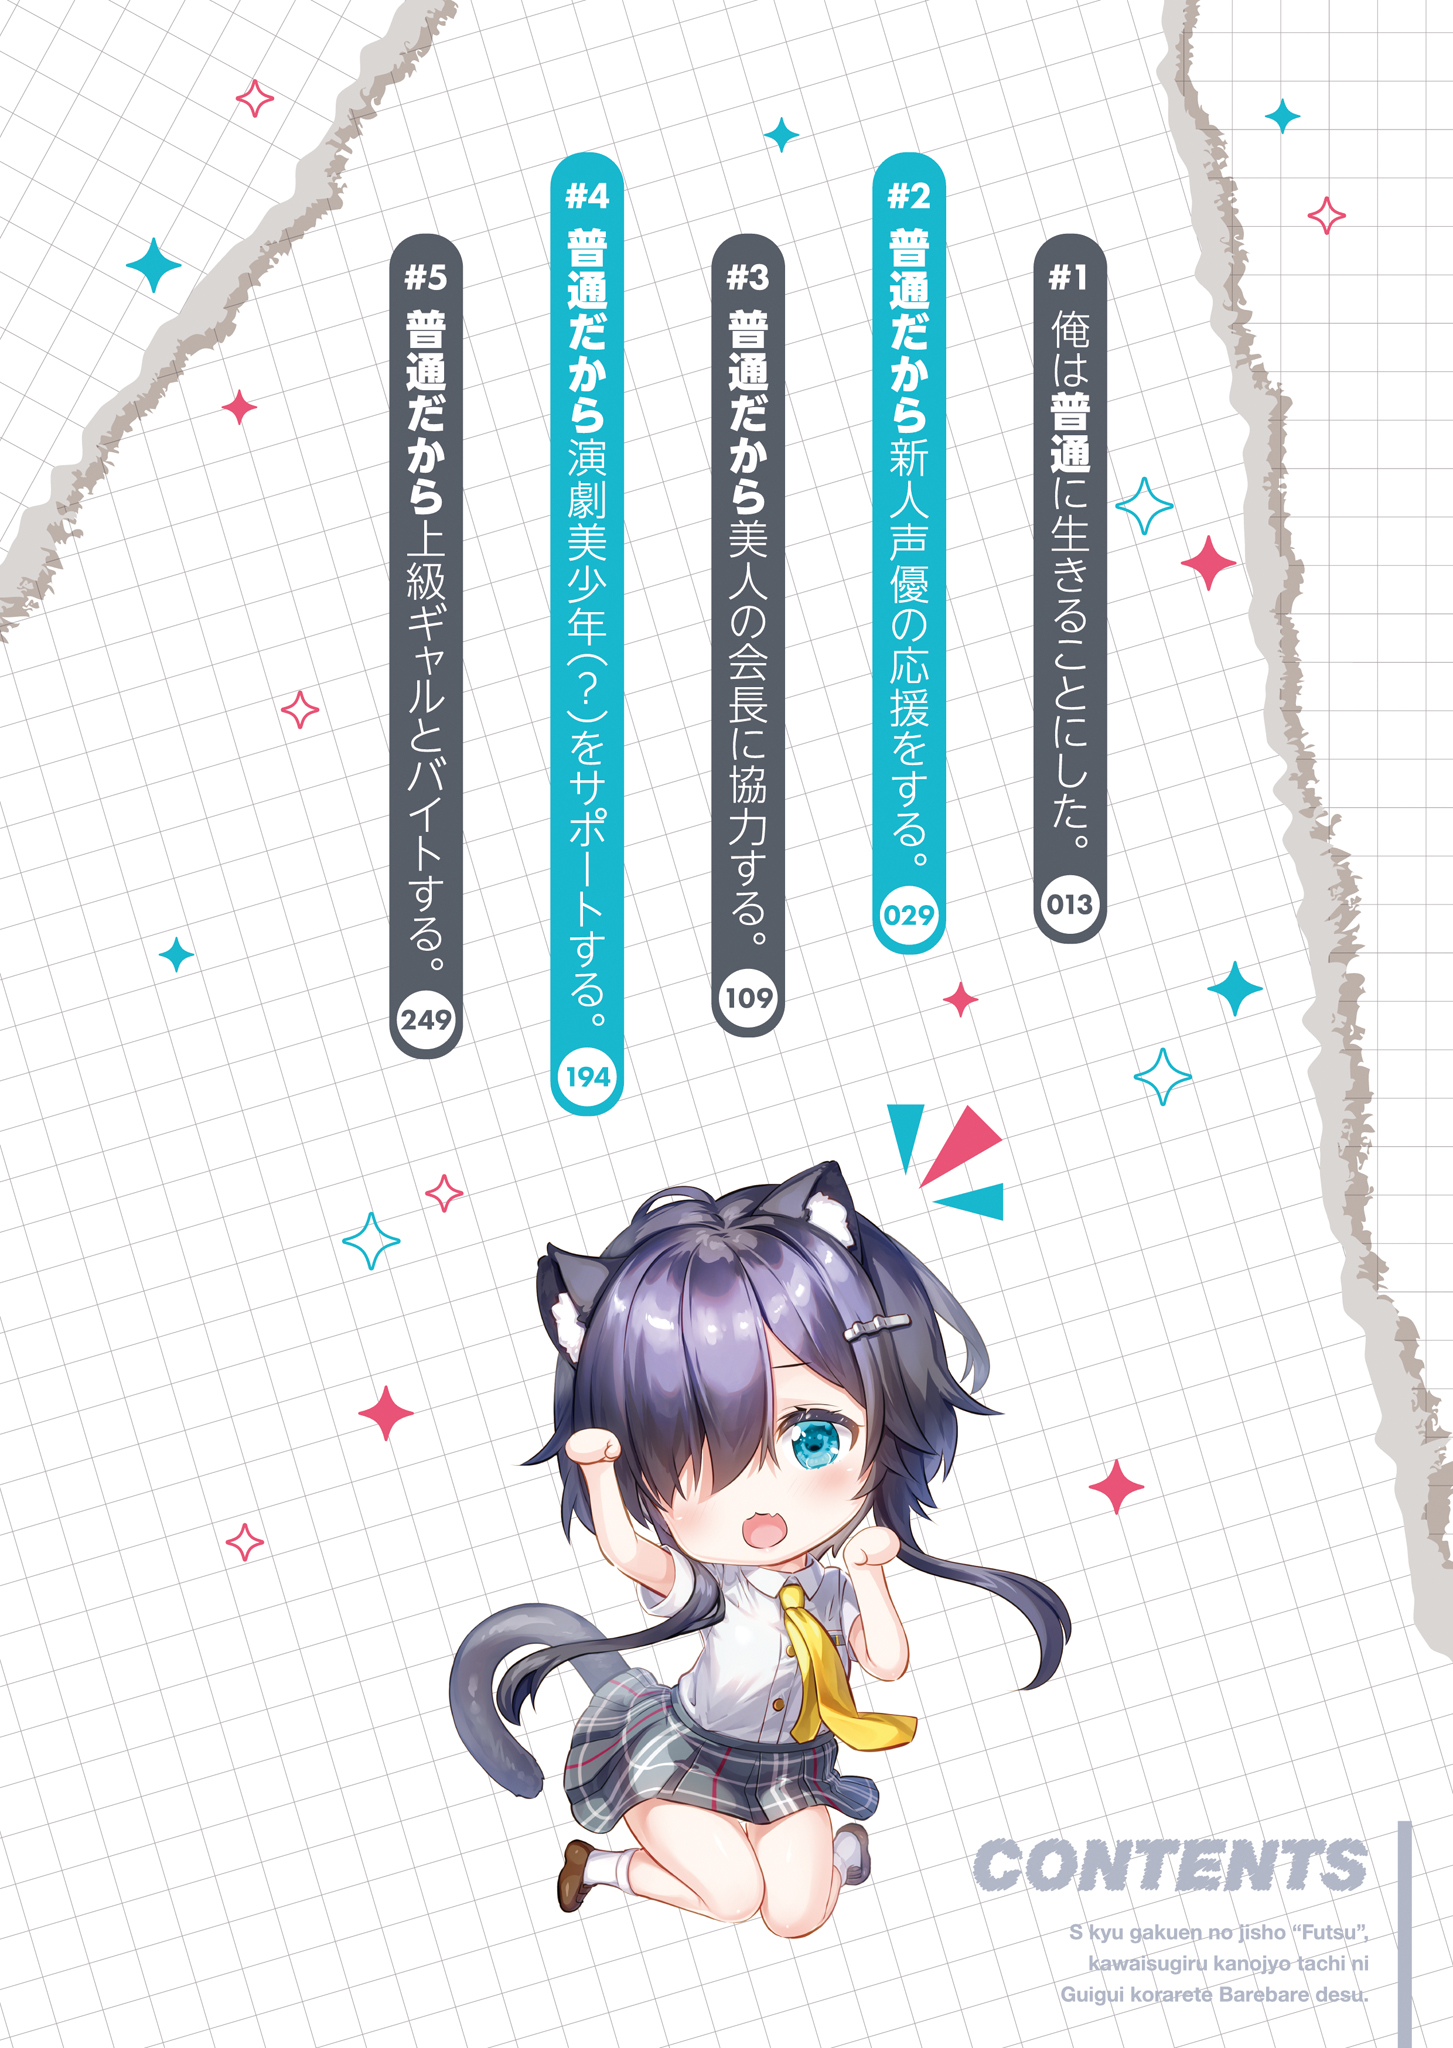 #1 俺は普通に生きることにした。 013
#2 普通だから新人声優の応援をする。 029
#3 普通だから美人の会長に協力する。 109
#4 普通だから演劇美少年(?)をサポートする。 194
#5 普通だから上級ギャルとバイトする。 249
CONTENTS
S kyu gakuen no jisho “Futsu”,
kawaisugiru kanojyo tachi ni
Guigui korarete Barebare desu.